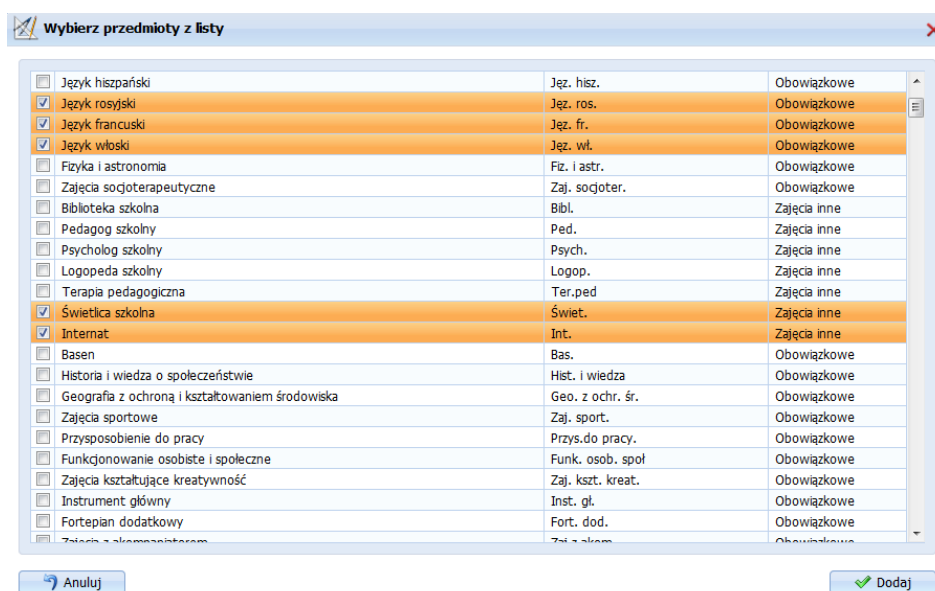 Wybierz przedmioty z listy
Język hiszpański Jęz. hisz. Obowiązkowe
Język rosyjski Jęz. ros. Obowiązkowe
Język francuski Jęz. fr. Obowiązkowe
Język włoski Jęz. wł. Obowiązkowe
Fizyka i astronomia Fiz. i astr. Obowiązkowe
Zajęcia socjoterapeutyczne Zaj. socjoter. Obowiązkowe
Biblioteka szkolna Bibl. Zajęcia inne
Pedagog szkolny Ped. Zajęcia inne
Psycholog szkolny Psych. Zajęcia inne
Logopeda szkolny Logop. Zajęcia inne
Terapia pedagogiczna Ter.ped Zajęcia inne
Świetlica szkolna Świet. Zajęcia inne
Internat Int. Zajęcia inne
Basen Bas. Obowiązkowe
Historia i wiedza o społeczeństwie Hist. i wiedza Obowiązkowe
Geografia z ochroną i kształtowaniem środowiska Geo. z ochr. śr. Obowiązkowe
Zajęcia sportowe Zaj. sport. Obowiązkowe
Przysposobienie do pracy Przys.do pracy. Obowiązkowe
Funkcjonowanie osobiste i społeczne Funk. osob. społ Obowiązkowe
Zajęcia kształtujące kreatywność Zaj. kszt. kreat. Obowiązkowe
Instrument główny Inst. gł. Obowiązkowe
Fortepian dodatkowy Fort. dod. Obowiązkowe
Zajęcia z akompaniatorem Zaj z akom Obowiązkowe
Anuluj Dodaj